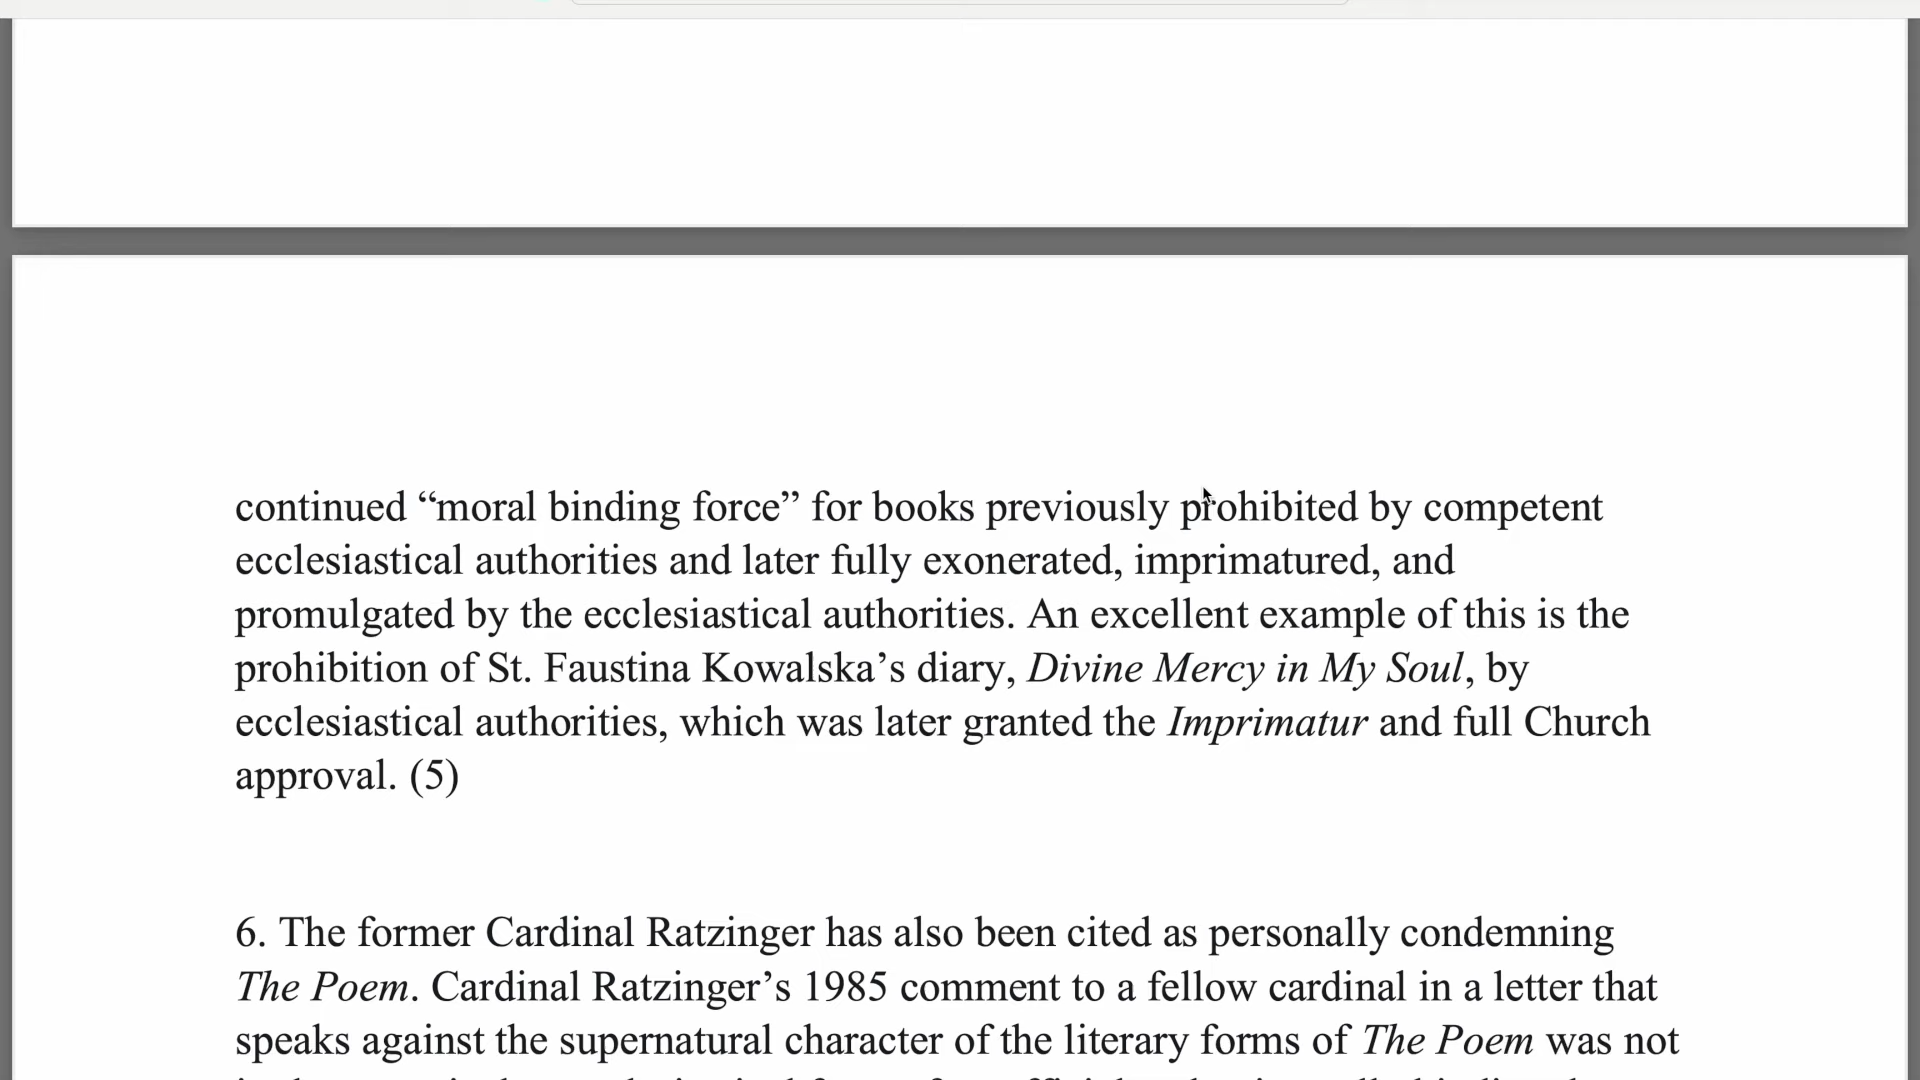 continued “moral binding force” for books previously prohibited by competent
ecclesiastical authorities and later fully exonerated, imprimatured, and
promulgated by the ecclesiastical authorities. An excellent example of this is the
prohibition of St. Faustina Kowalska’s diary, Divine Mercy in My Soul, by
ecclesiastical authorities, which was later granted the Imprimatur and full Church
approval. (5)
6. The former Cardinal Ratzinger has also been cited as personally condemning
The Poem. Cardinal Ratzinger’s 1985 comment to a fellow cardinal in a letter that
speaks against the supernatural character of the literary forms of The Poem was not